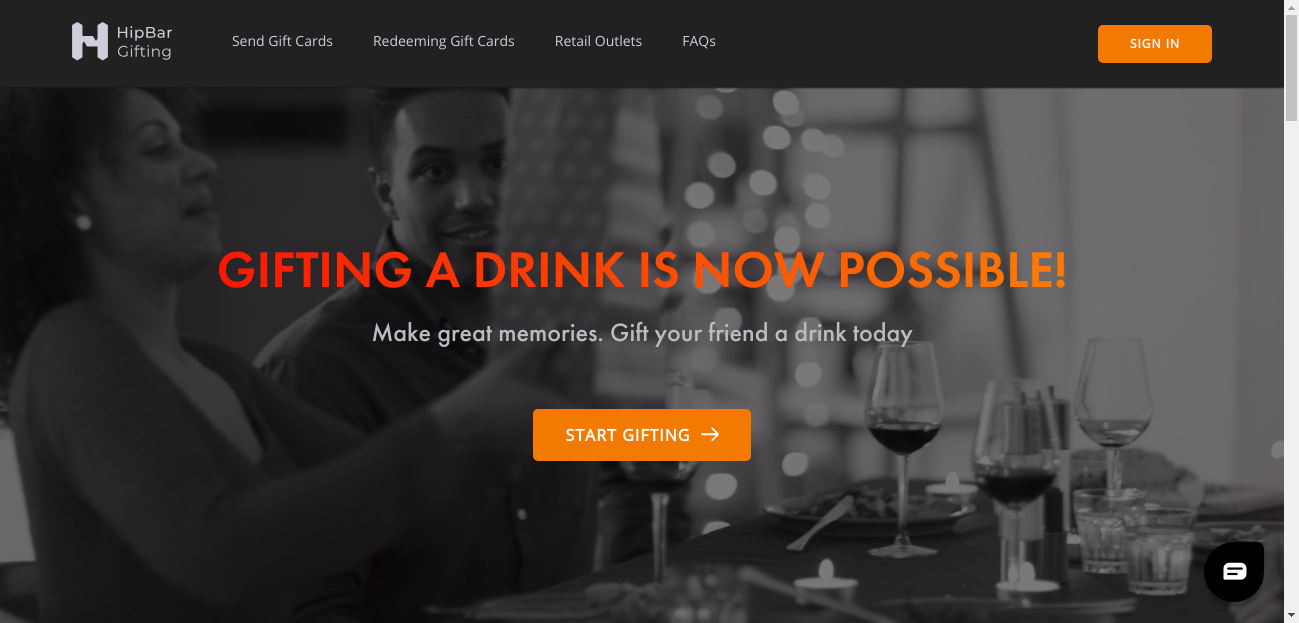 HipBar
Gifting
Send Gift Cards
Redeeming Gift Cards
Retail Outlets
FAQs
SIGN IN
GIFTING A DRINK IS NOW POSSIBLE!
Make great memories. Gift your friend a drink today
START GIFTING